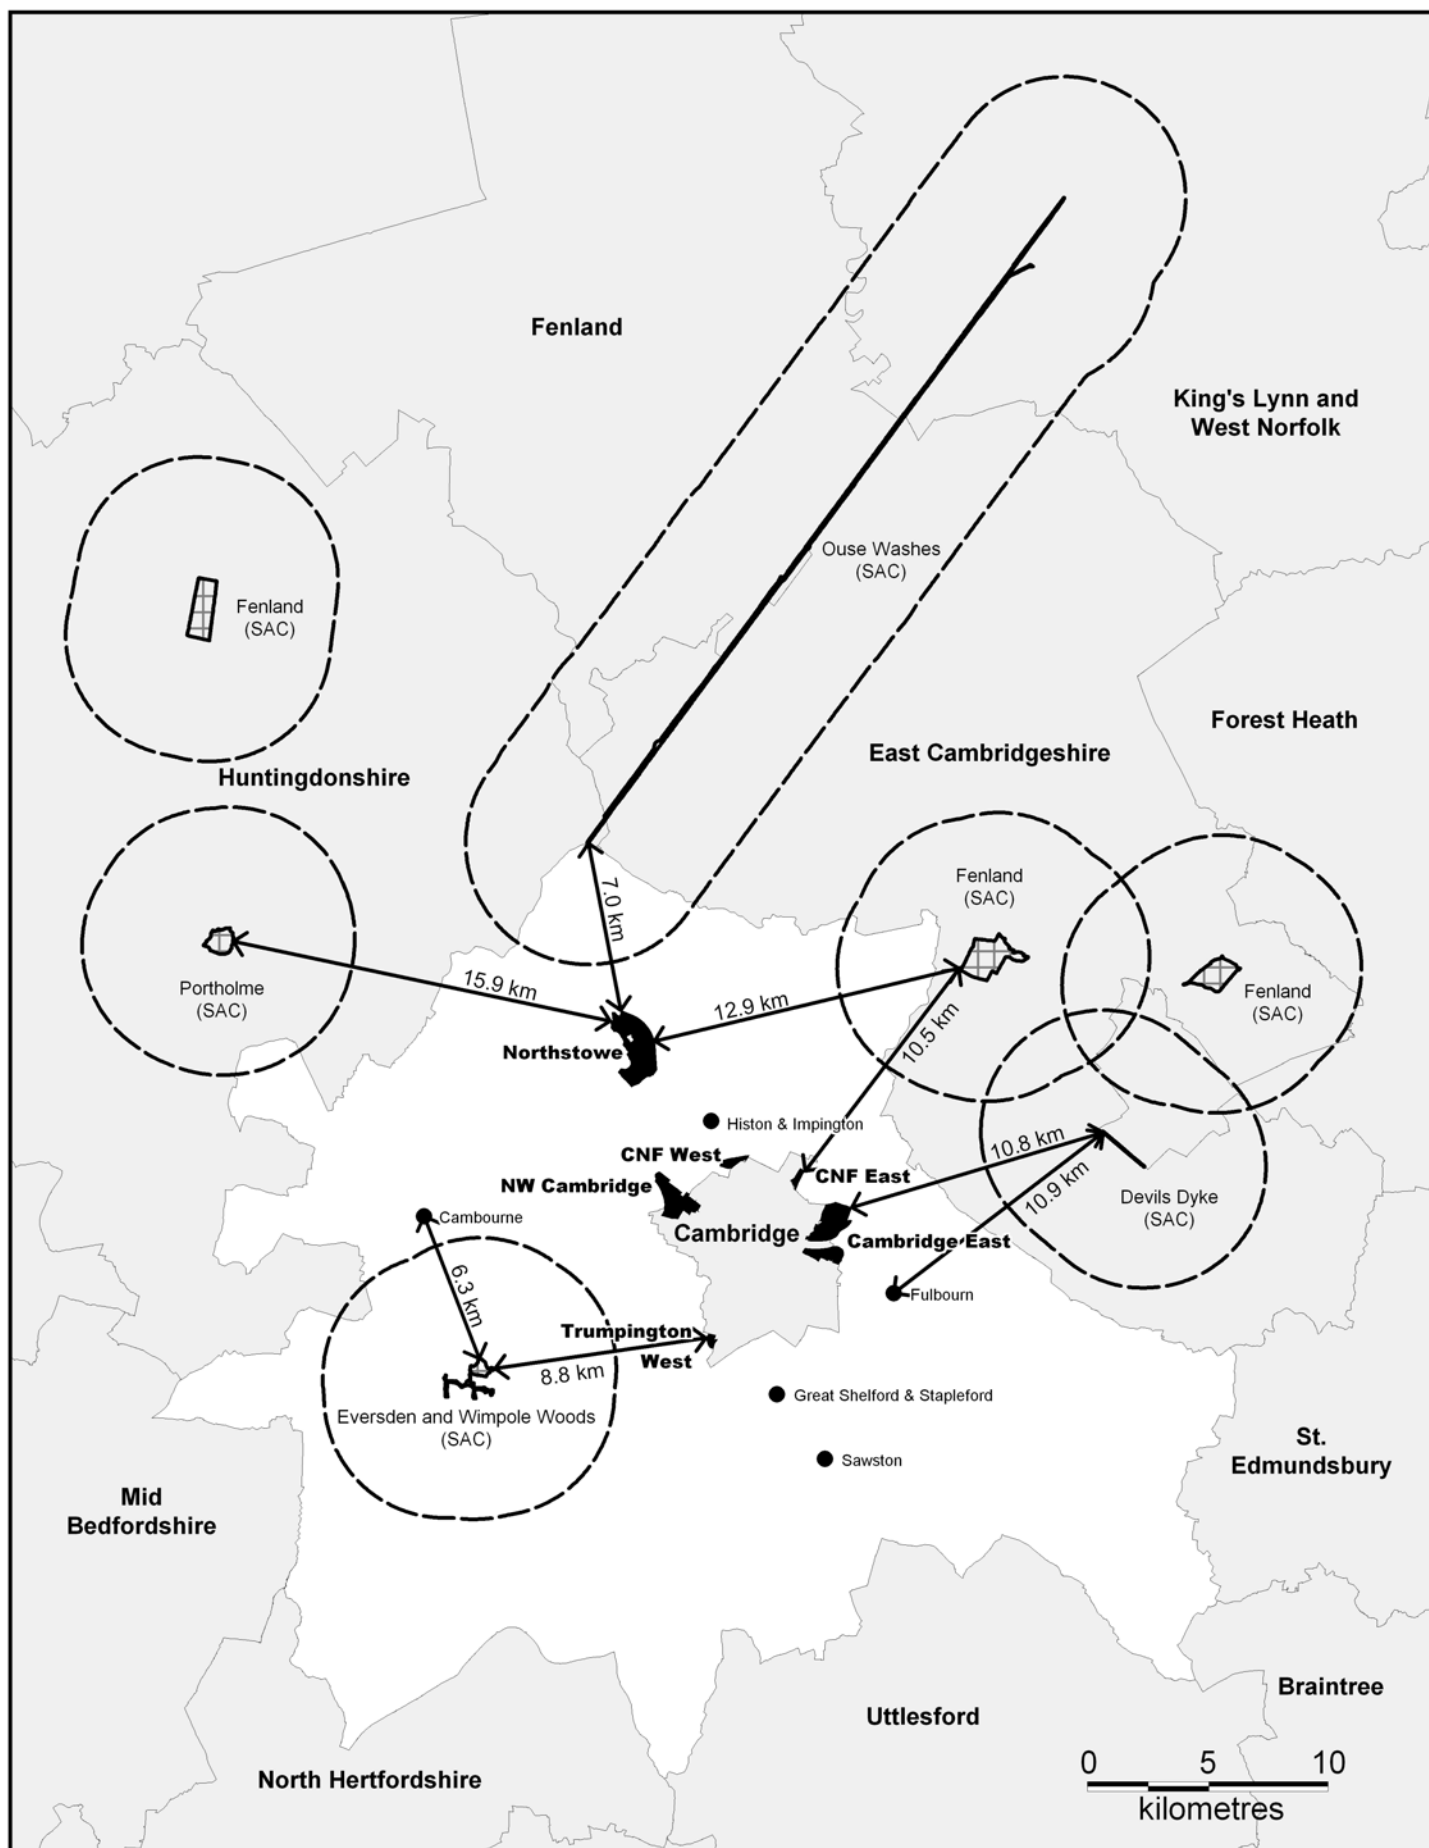 Fenland
King's Lynn and
West Norfolk
Ouse Washes
(SAC)
Fenland
(SAC)
Forest Heath
East Cambridgeshire
Huntingdonshire
Fenland
(SAC)
7.0 km
Portholme
(SAC)
15.9 km
12.9 km
Fenland
(SAC)
10.5 km
Northstowe
Histon & Impington
CNF West
10.8 km
CNF East
NW Cambridge
10.9 km
Devils Dyke
(SAC)
Cambourne
Cambridge
Cambridge East
6.3 km
Fulbourn
Trumpington
West
8.8 km
Great Shelford & Stapleford
Eversden and Wimpole Woods
(SAC)
Sawston
St.
Edmundsbury
Mid
Bedfordshire
Braintree
Uttlesford
North Hertfordshire
0 5 10
kilometres